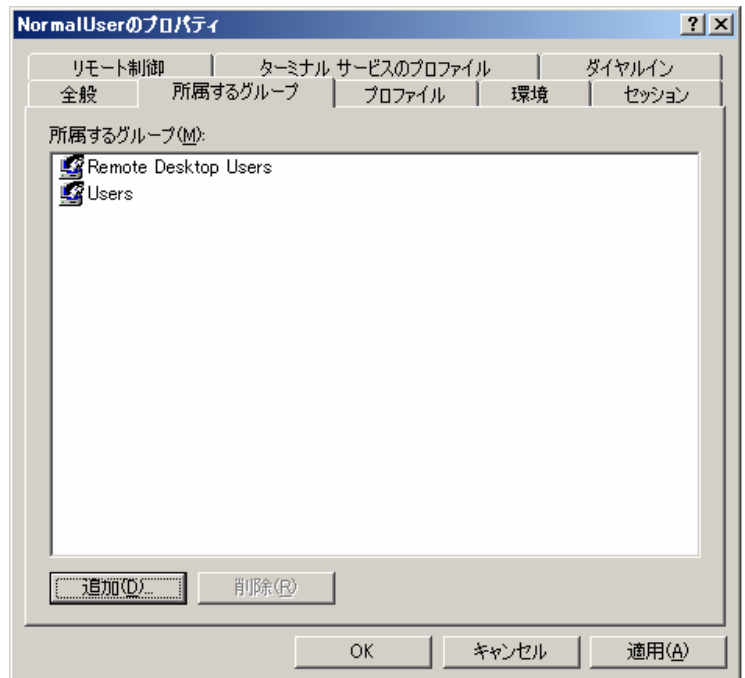 NormalUserのプロパティ
リモート制御 ターミナル サービスのプロファイル ダイヤルイン
全般 所属するグループ プロファイル 環境 セッション
所属するグループ(M):
Remote Desktop Users
Users
追加(D)... 削除(R)
OK キャンセル 適用(A)